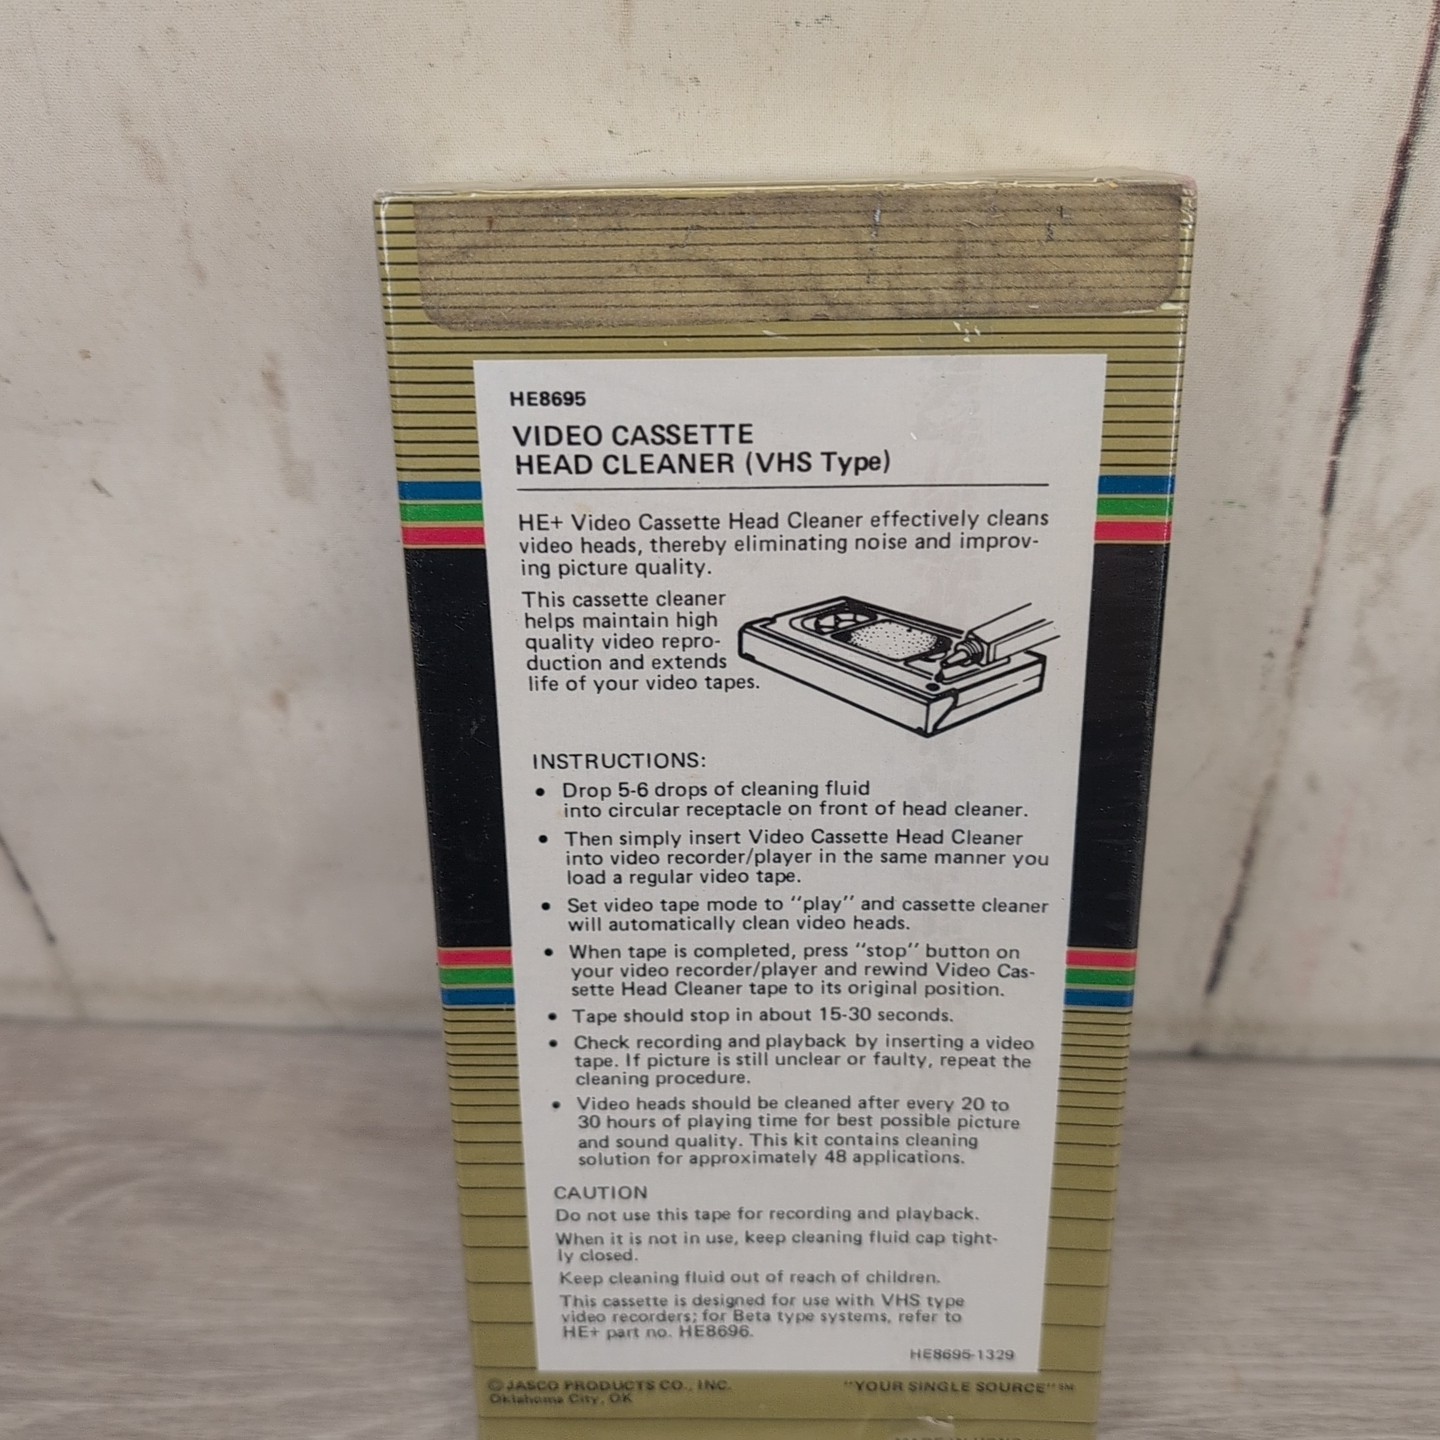 HE8695
VIDEO CASSETTE
HEAD CLEANER (VHS Type)
HE+ Video Cassette Head Cleaner effectively cleans
video heads, thereby eliminating noise and improv-
ing picture quality.
This cassette cleaner
helps maintain high
quality video repro-
duction and extends
life of your video tapes.
INSTRUCTIONS:
• Drop 5-6 drops of cleaning fluid
into circular receptacle on front of head cleaner.
• Then simply insert Video Cassette Head Cleaner
into video recorder/player in the same manner you
load a regular video tape.
• Set video tape mode to "play" and cassette cleaner
will automatically clean video heads.
• When tape is completed, press "stop" button on
your video recorder/player and rewind Video Cas-
sette Head Cleaner tape to its original position.
• Tape should stop in about 15-30 seconds.
• Check recording and playback by inserting a video
tape. If picture is still unclear or faulty, repeat the
cleaning procedure.
• Video heads should be cleaned after every 20 to
30 hours of playing time for best possible picture
and sound quality. This kit contains cleaning
solution for approximately 48 applications.
CAUTION
Do not use this tape for recording and playback.
When it is not in use, keep cleaning fluid cap tight-
ly closed.
Keep cleaning fluid out of reach of children.
This cassette is designed for use with VHS type
video recorders; for Beta type systems, refer to
HE+ part no. HE8696.
HE8695-1329
©JASCO PRODUCTS CO., INC.
Oklahoma City, OK
"YOUR SINGLE SOURCE" SM